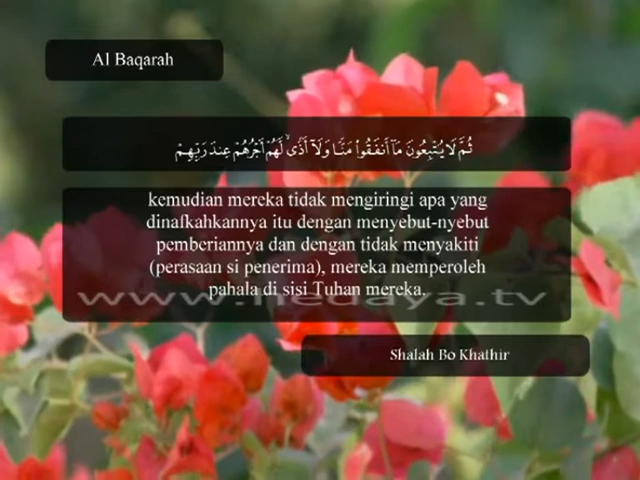 Al Baqarah
ثُمَّ لَا يُتْبِعُونَ مَآ أَنفَقُوا۟ مَنًّا وَلَآ أَذًىۙ لَّهُمْ أَجْرُهُمْ عِندَ رَبِّهِمْ
kemudian mereka tidak mengiringi apa yang
dinafkahkannya itu dengan menyebut-nyebut
pemberiannya dan dengan tidak menyakiti
(perasaan si penerima), mereka memperoleh
pahala di sisi Tuhan mereka.
www.hedaya.tv
Shalah Bo Khathir